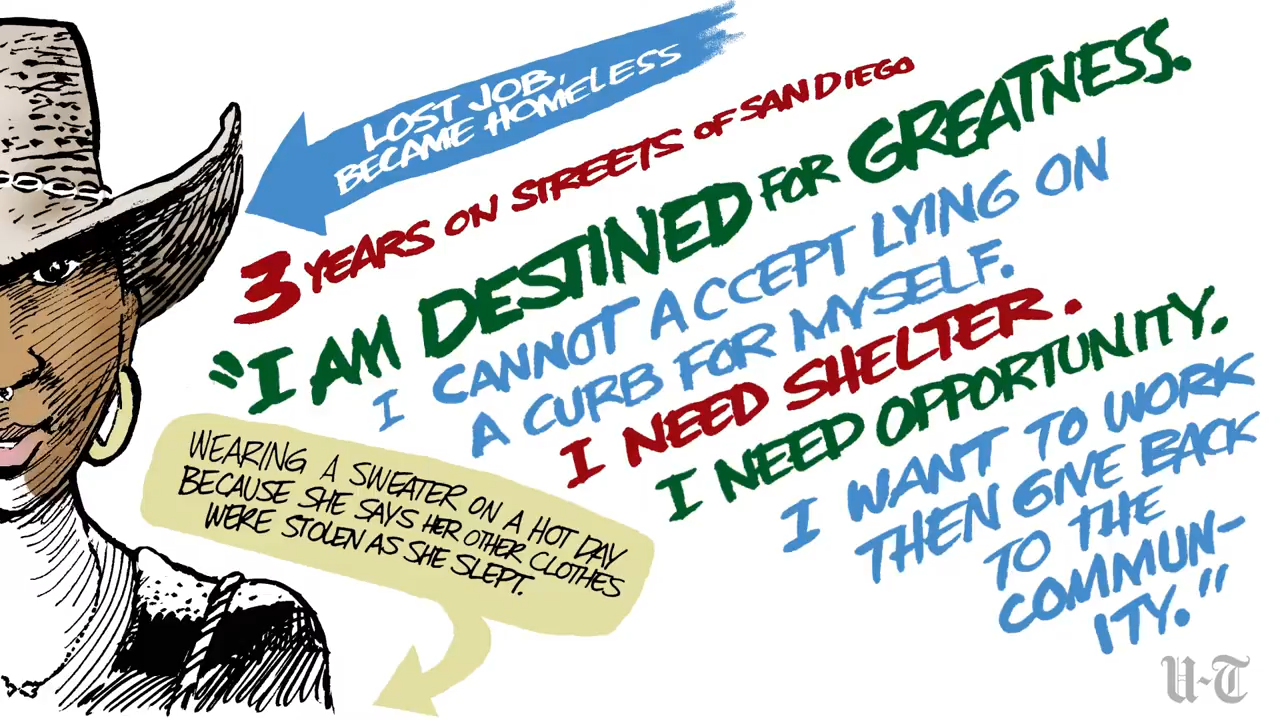 LOST JOB,
BECAME HOMELESS
3 YEARS ON STREETS OF SAN DIEGO
"I AM DESTINED FOR GREATNESS.
I CANNOT ACCEPT LYING ON
A CURB FOR MYSELF.
I NEED SHELTER.
I NEED OPPORTUNITY.
I WANT TO WORK
THEN GIVE BACK
TO THE
COMMUN-
ITY."
WEARING A SWEATER ON A HOT DAY
BECAUSE SHE SAYS HER OTHER CLOTHES
WERE STOLEN AS SHE SLEPT.
U-T